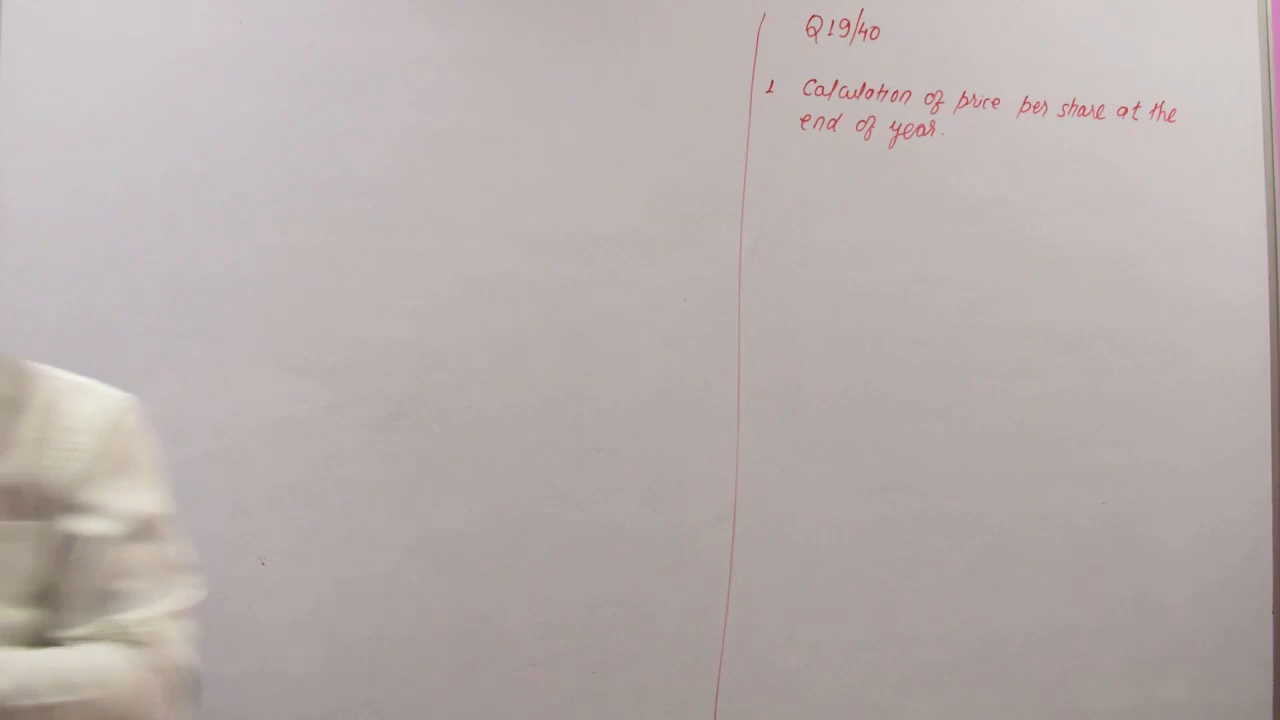 Q19/40
1 Calculation of price per share at the
end of year.